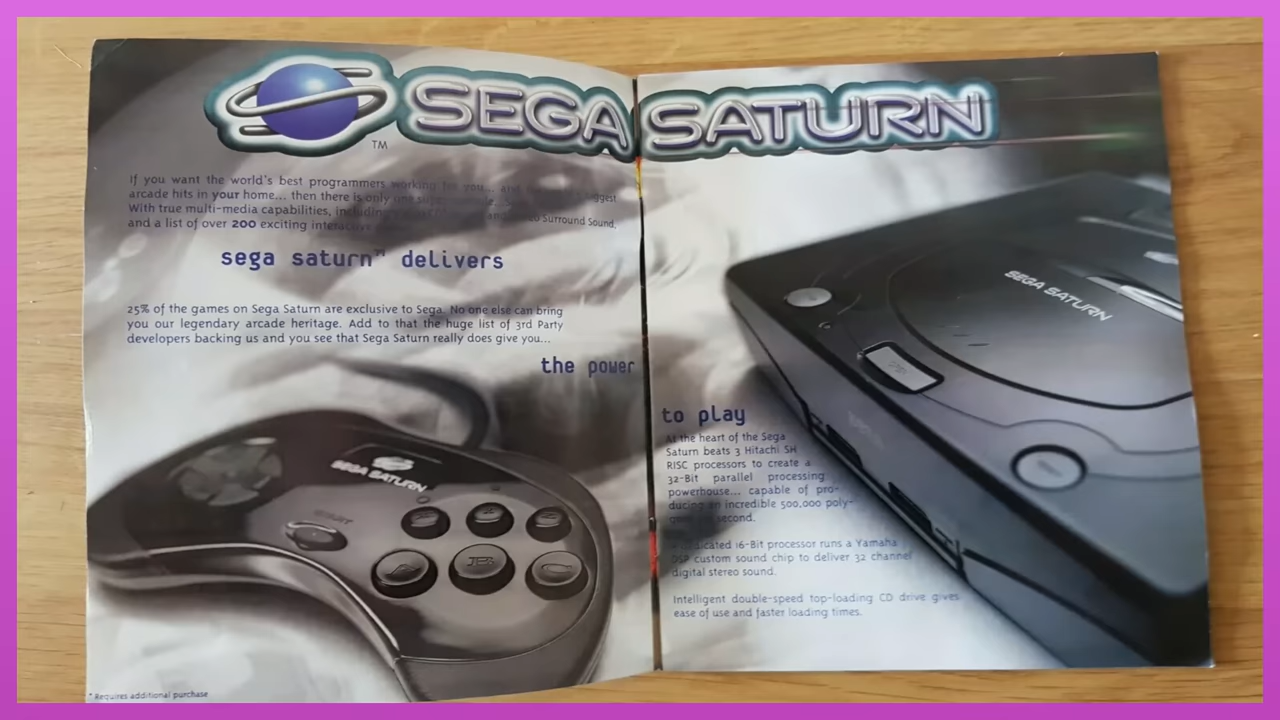 SEGA SATURN
TM
If you want the world's best programmers working for you... and biggest
arcade hits in your home... then there is only one super
With true multi-media capabilities, including and Surround Sound,
and a list of over 200 exciting interactive
sega saturn™ delivers
25% of the games on Sega Saturn are exclusive to Sega. No one else can bring
you our legendary arcade heritage. Add to that the huge list of 3rd Party
developers backing us and you see that Sega Saturn really does give you...
the power
SEGA SATURN
START
* Requires additional purchase
to play
At the heart of the Sega
Saturn beats 3 Hitachi SH
RISC processors to create a
32-Bit parallel processing
powerhouse... capable of pro-
ducing an incredible 500,000 poly-
gons a second.
A dedicated 16-Bit processor runs a Yamaha
DSP custom sound chip to deliver 32 channel
digital stereo sound.
Intelligent double-speed top-loading CD drive gives
ease of use and faster loading times.
SEGA SATURN